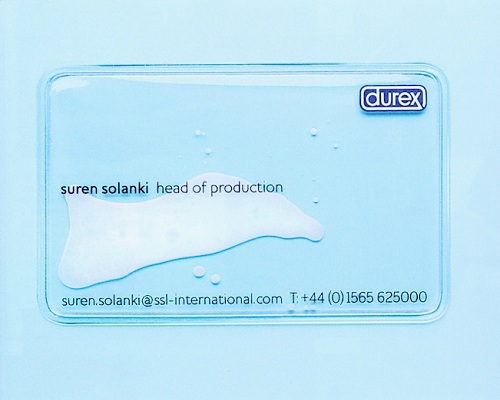 durex
suren solanki head of production
suren.solanki@ssl-international.com T: +44 (0) 1565 625000